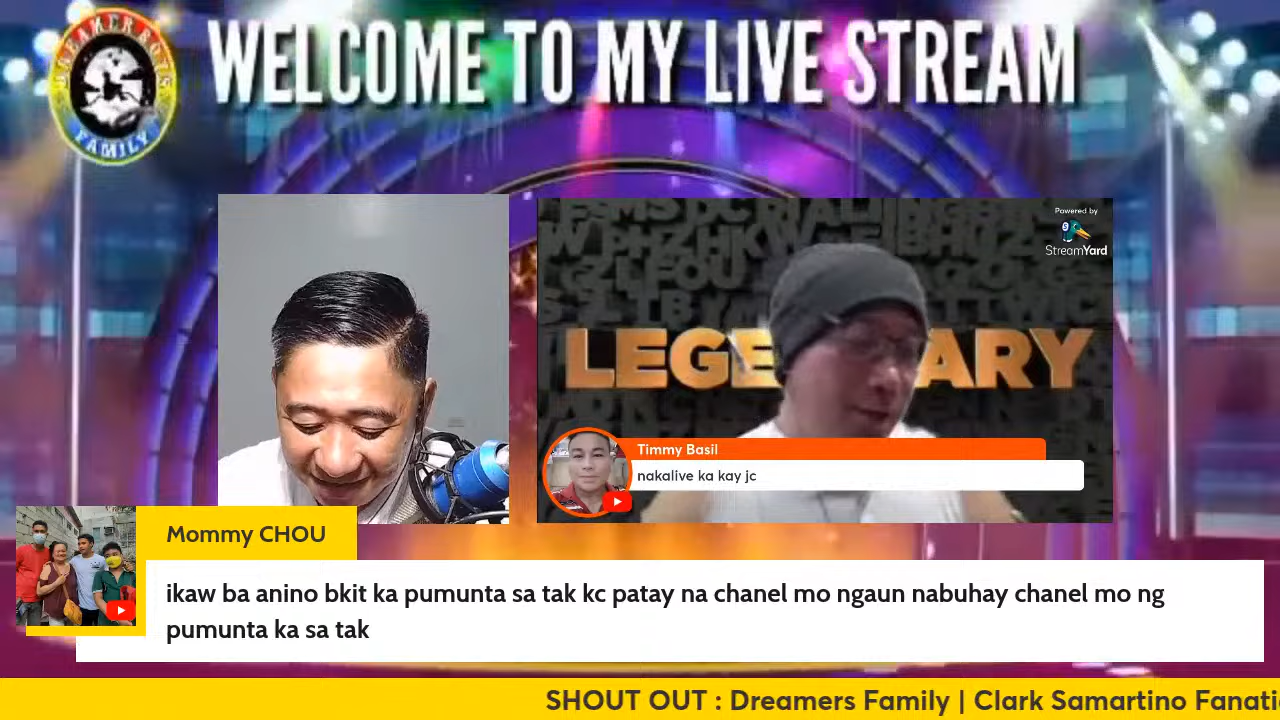 WELCOME TO MY LIVE STREAM
FAMILY
Powered by
StreamYard
LEGE ARY
Timmy Basil
nakalive ka kay jc
Mommy CHOU
ikaw ba anino bkit ka pumunta sa tak kc patay na chanel mo ngaun nabuhay chanel mo ng
pumunta ka sa tak
SHOUT OUT : Dreamers Family | Clark Samartino Fanati